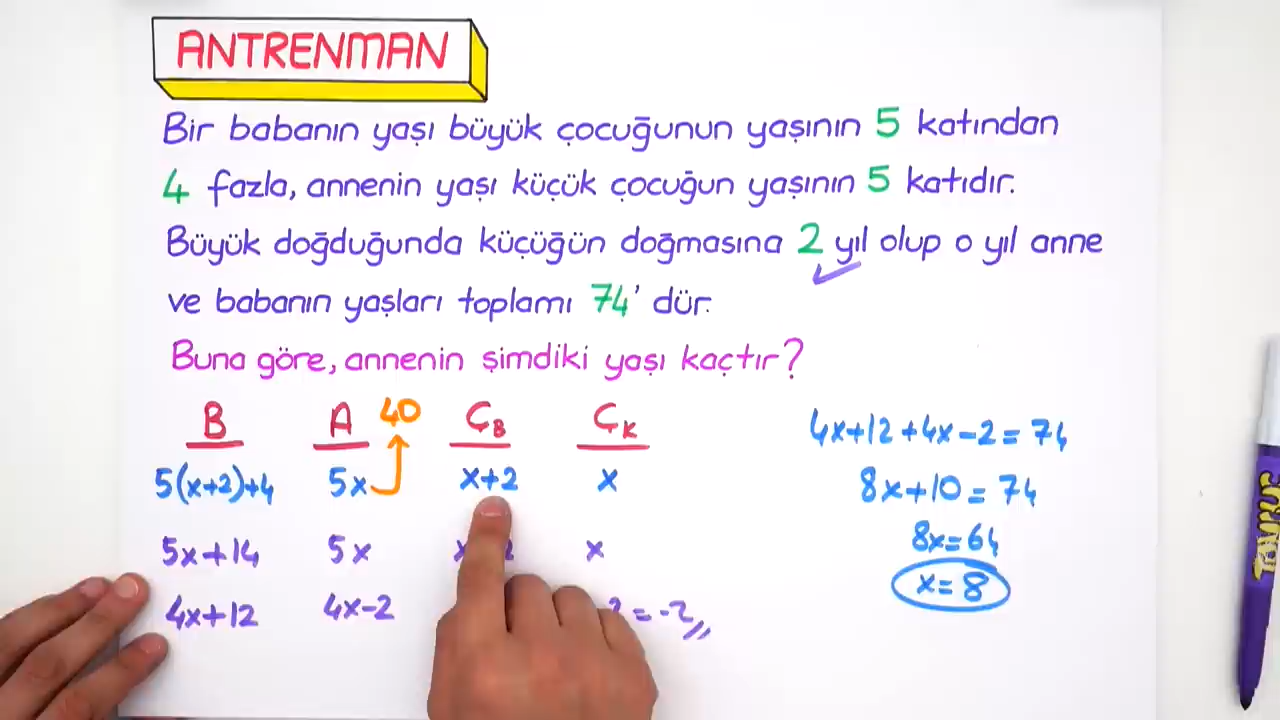 ANTRENMAN
Bir babanın yaşı büyük çocuğunun yaşının 5 katından
4 fazla, annenin yaşı küçük çocuğun yaşının 5 katıdır.
Büyük doğduğunda küçüğün doğmasına 2 yıl olup o yıl anne
ve babanın yaşları toplamı 74' dür.
Buna göre, annenin şimdiki yaşı kaçtır?
B A 40 ÇB ÇK
5(x+2)+4 5x x+2 x
5x+14 5x x
4x+12 4x-2 = -2
4x+12+4x-2=74
8x+10=74
8x=64
x=8